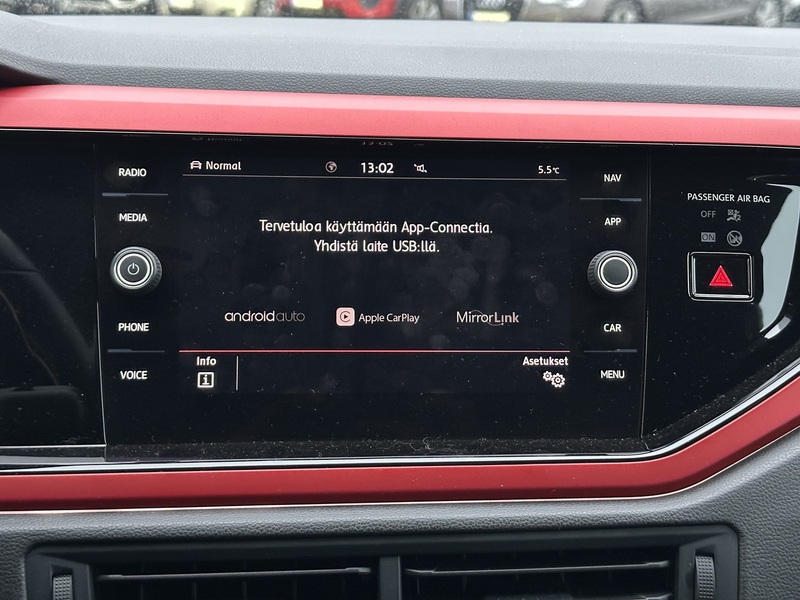 RADIO
MEDIA
PHONE
VOICE
Normal 13:02 5.5°C
Tervetuloa käyttämään App-Connectia.
Yhdistä laite USB:llä.
androidauto Apple CarPlay MirrorLink
Info Asetukset
NAV
APP
CAR
MENU
PASSENGER AIR BAG
OFF
ON